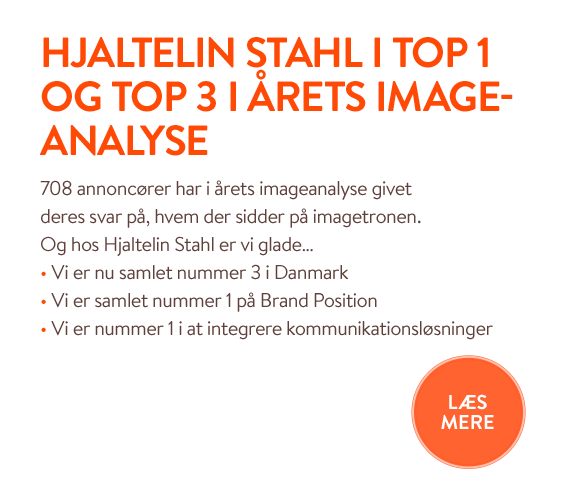 HJALTELIN STAHL I TOP 1
OG TOP 3 I ÅRETS IMAGE-
ANALYSE
708 annoncører har i årets imageanalyse givet
deres svar på, hvem der sidder på imagetronen.
Og hos Hjaltelin Stahl er vi glade...
• Vi er nu samlet nummer 3 i Danmark
• Vi er samlet nummer 1 på Brand Position
• Vi er nummer 1 i at integrere kommunikationsløsninger
LÆS
MERE